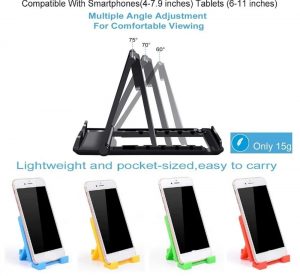 Compatible With Smartphones(4-7.9 inches) Tablets (6-11 inches)
Multiple Angle Adjustment
For Comfortable Viewing
75°
70°
60°
Only 15g
Lightweight and pocket-sized,easy to carry